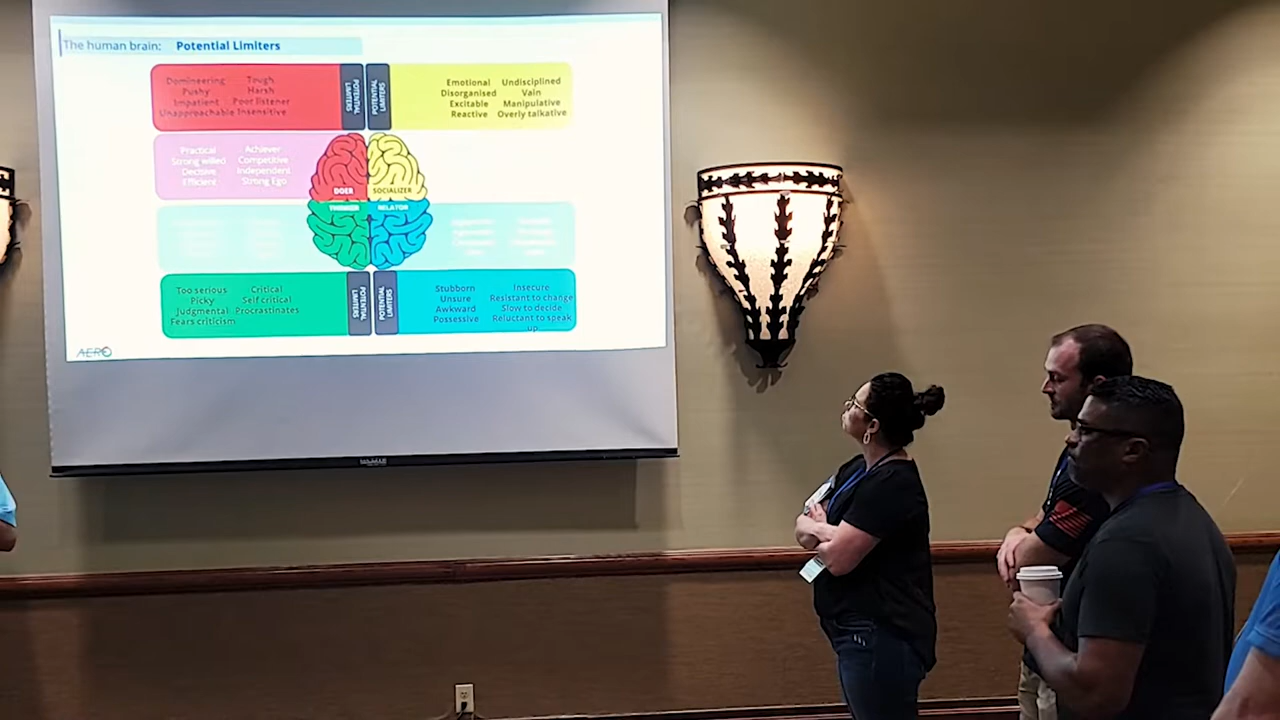 The human brain: Potential Limiters
Domineering Tough
Pushy Harsh
Impatient Poor listener
Unapproachable Insensitive
POTENTIAL LIMITERS
POTENTIAL LIMITERS
Emotional Undisciplined
Disorganised Vain
Excitable Manipulative
Reactive Overly talkative
Practical Achiever
Strong willed Competitive
Decisive Independent
Efficient Strong Ego
DOER SOCIALIZER
THINKER RELATOR
Too serious Critical
Picky Self critical
Judgmental Procrastinates
Fears criticism
POTENTIAL LIMITERS
POTENTIAL LIMITERS
Stubborn Insecure
Unsure Resistant to change
Awkward Slow to decide
Possessive Reluctant to speak
up
AERO